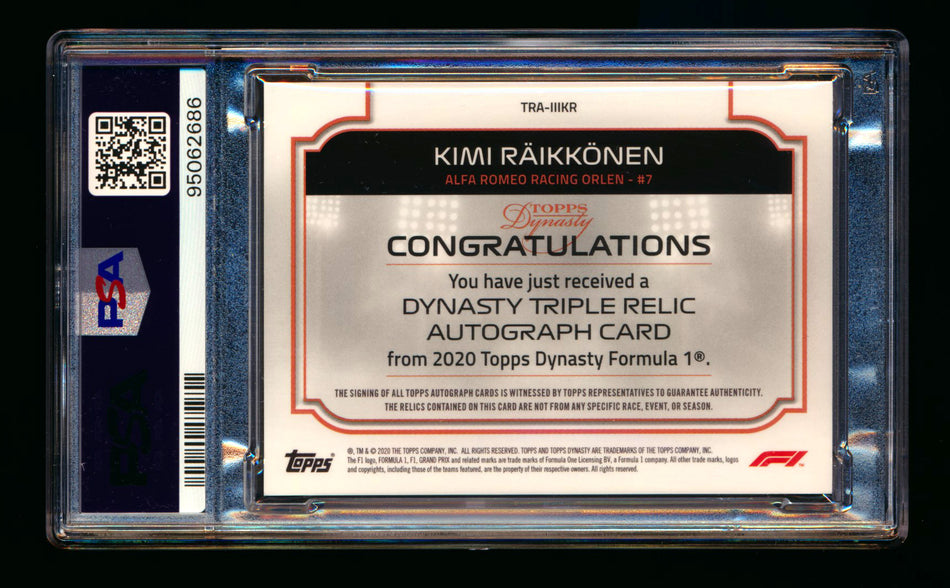 95062686
PSA
TRA-IIIKR
KIMI RÄIKKÖNEN
ALFA ROMEO RACING ORLEN - #7
TOPPS
Dynasty
CONGRATULATIONS
You have just received a
DYNASTY TRIPLE RELIC
AUTOGRAPH CARD
from 2020 Topps Dynasty Formula 1®.
THE SIGNING OF ALL TOPPS AUTOGRAPH CARDS IS WITNESSED BY TOPPS REPRESENTATIVES TO GUARANTEE AUTHENTICITY.
THE RELICS CONTAINED ON THIS CARD ARE NOT FROM ANY SPECIFIC RACE, EVENT, OR SEASON.
topps®
®, TM & © 2020 THE TOPPS COMPANY, INC. ALL RIGHTS RESERVED. TOPPS AND TOPPS DYNASTY ARE TRADEMARKS OF THE TOPPS COMPANY, INC.
The F1 logo, FORMULA 1, F1, GRAND PRIX and related marks are trade marks of Formula One Licensing BV, a Formula 1 company. All other trade marks, logos
and copyrights, including those of the teams featured, are the property of their respective owners. All rights reserved.
F1™
PSA